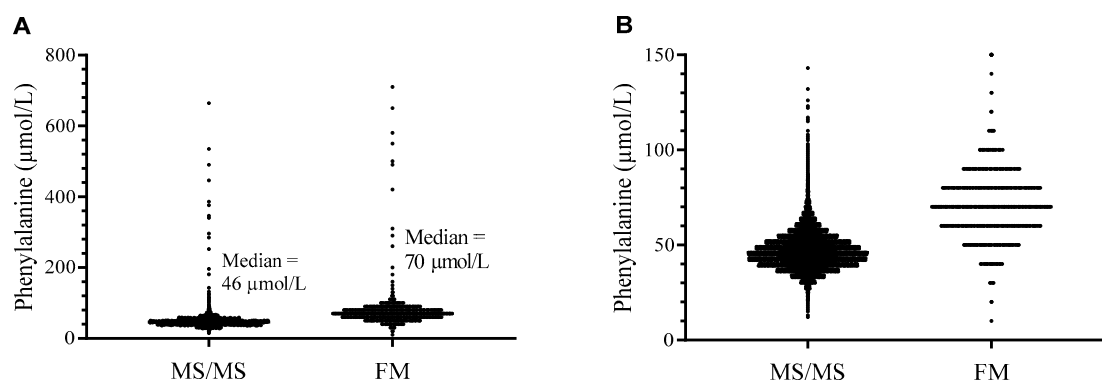 A
Phenylalanine (μmol/L)
800
600
400
200
0
Median =
46 μmol/L
Median =
70 μmol/L
MS/MS
FM
B
Phenylalanine (μmol/L)
150
100
50
0
MS/MS
FM